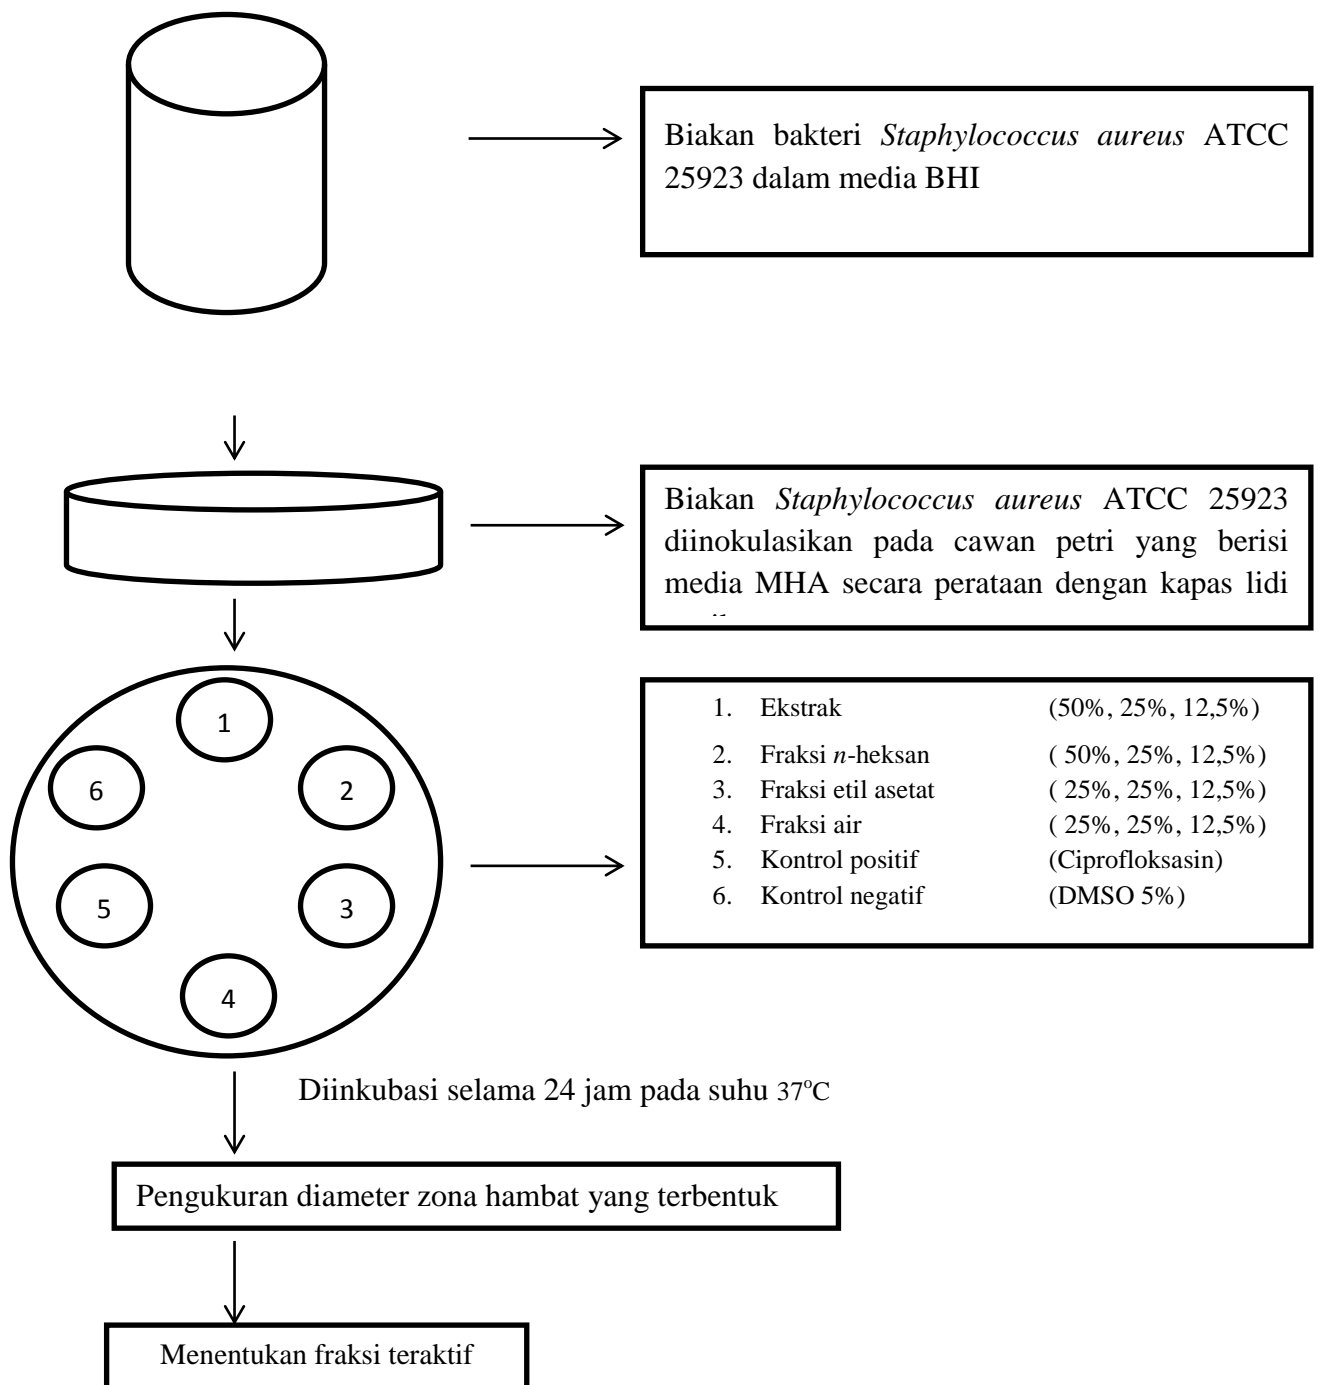 Biakan bakteri Staphylococcus aureus ATCC
25923 dalam media BHI
Biakan Staphylococcus aureus ATCC 25923
diinokulasikan pada cawan petri yang berisi
media MHA secara perataan dengan kapas lidi
1
2
3
4
5
6
1. Ekstrak (50%, 25%, 12,5%)
2. Fraksi n-heksan ( 50%, 25%, 12,5%)
3. Fraksi etil asetat ( 25%, 25%, 12,5%)
4. Fraksi air ( 25%, 25%, 12,5%)
5. Kontrol positif (Ciprofloksasin)
6. Kontrol negatif (DMSO 5%)
Diinkubasi selama 24 jam pada suhu 37°C
Pengukuran diameter zona hambat yang terbentuk
Menentukan fraksi teraktif